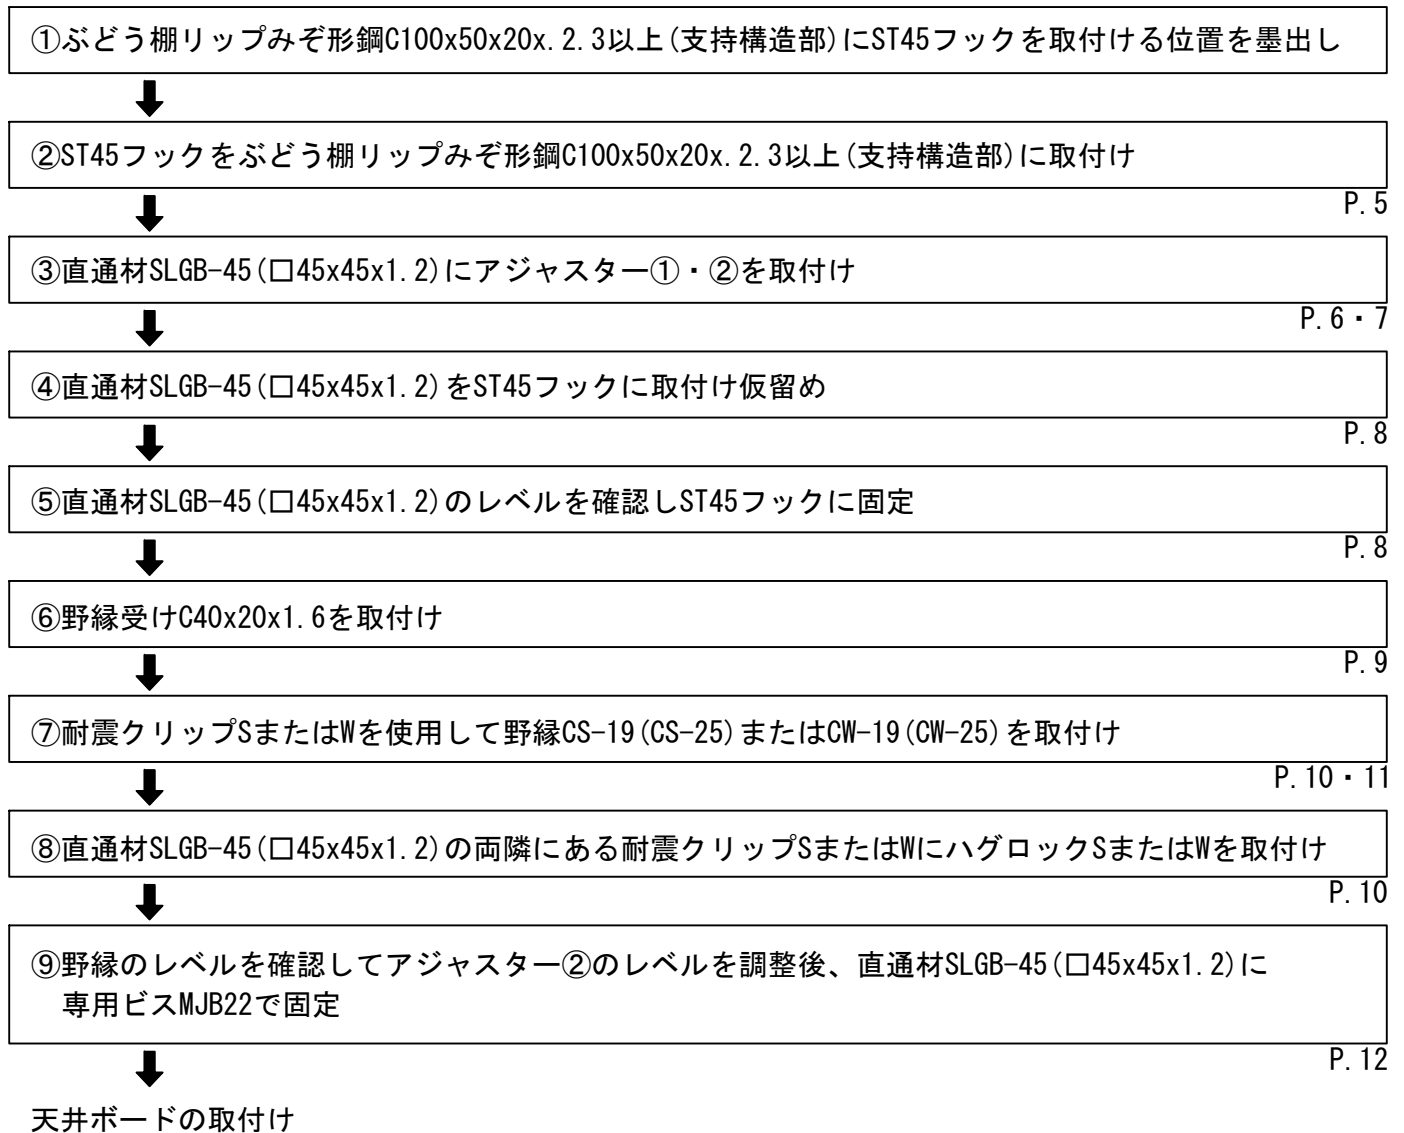 ①ぶどう棚リップみぞ形鋼C100x50x20x.2.3以上(支持構造部)にST45フックを取付ける位置を墨出し
②ST45フックをぶどう棚リップみぞ形鋼C100x50x20x.2.3以上(支持構造部)に取付け
P.5
③直通材SLGB-45(□45x45x1.2)にアジャスター①・②を取付け
P.6・7
④直通材SLGB-45(□45x45x1.2)をST45フックに取付け仮留め
P.8
⑤直通材SLGB-45(□45x45x1.2)のレベルを確認しST45フックに固定
P.8
⑥野縁受けC40x20x1.6を取付け
P.9
⑦耐震クリップSまたはWを使用して野縁CS-19(CS-25)またはCW-19(CW-25)を取付け
P.10・11
⑧直通材SLGB-45(□45x45x1.2)の両隣にある耐震クリップSまたはWにハグロックSまたはWを取付け
P.10
⑨野縁のレベルを確認してアジャスター②のレベルを調整後、直通材SLGB-45(□45x45x1.2)に
専用ビスMJB22で固定
P.12
天井ボードの取付け